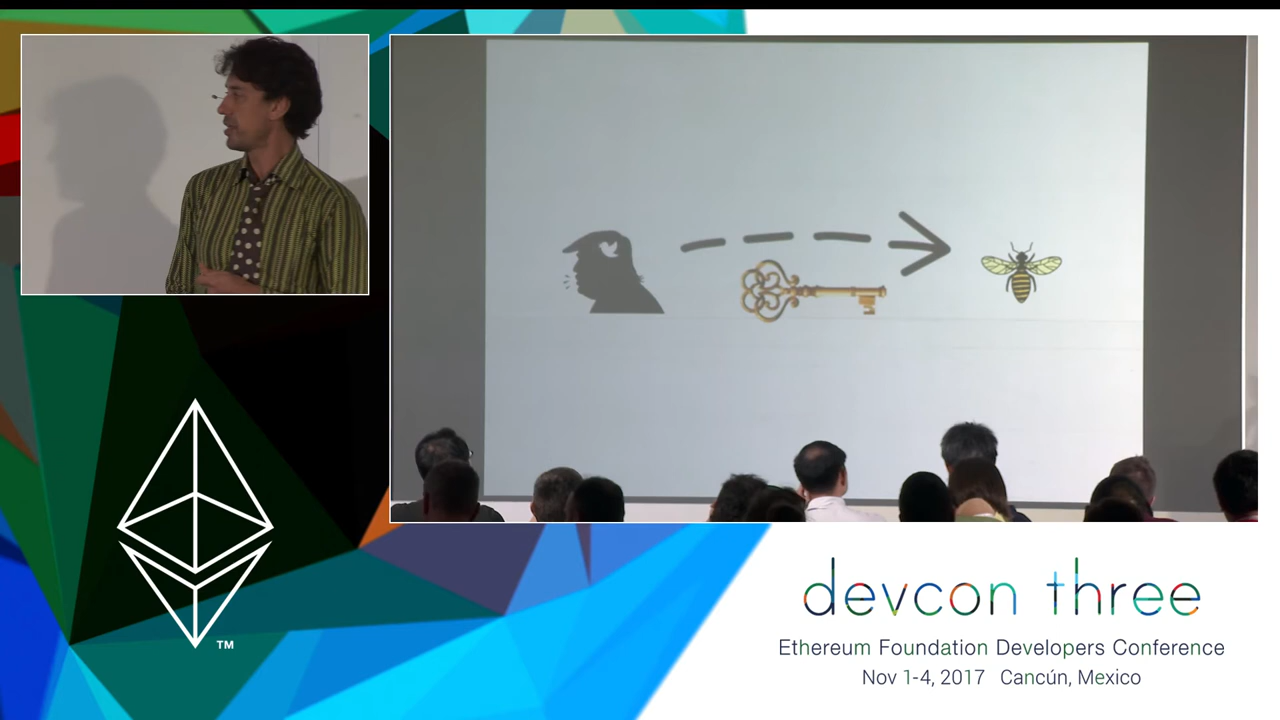 TM
devcon three
Ethereum Foundation Developers Conference
Nov 1-4, 2017 Cancún, Mexico